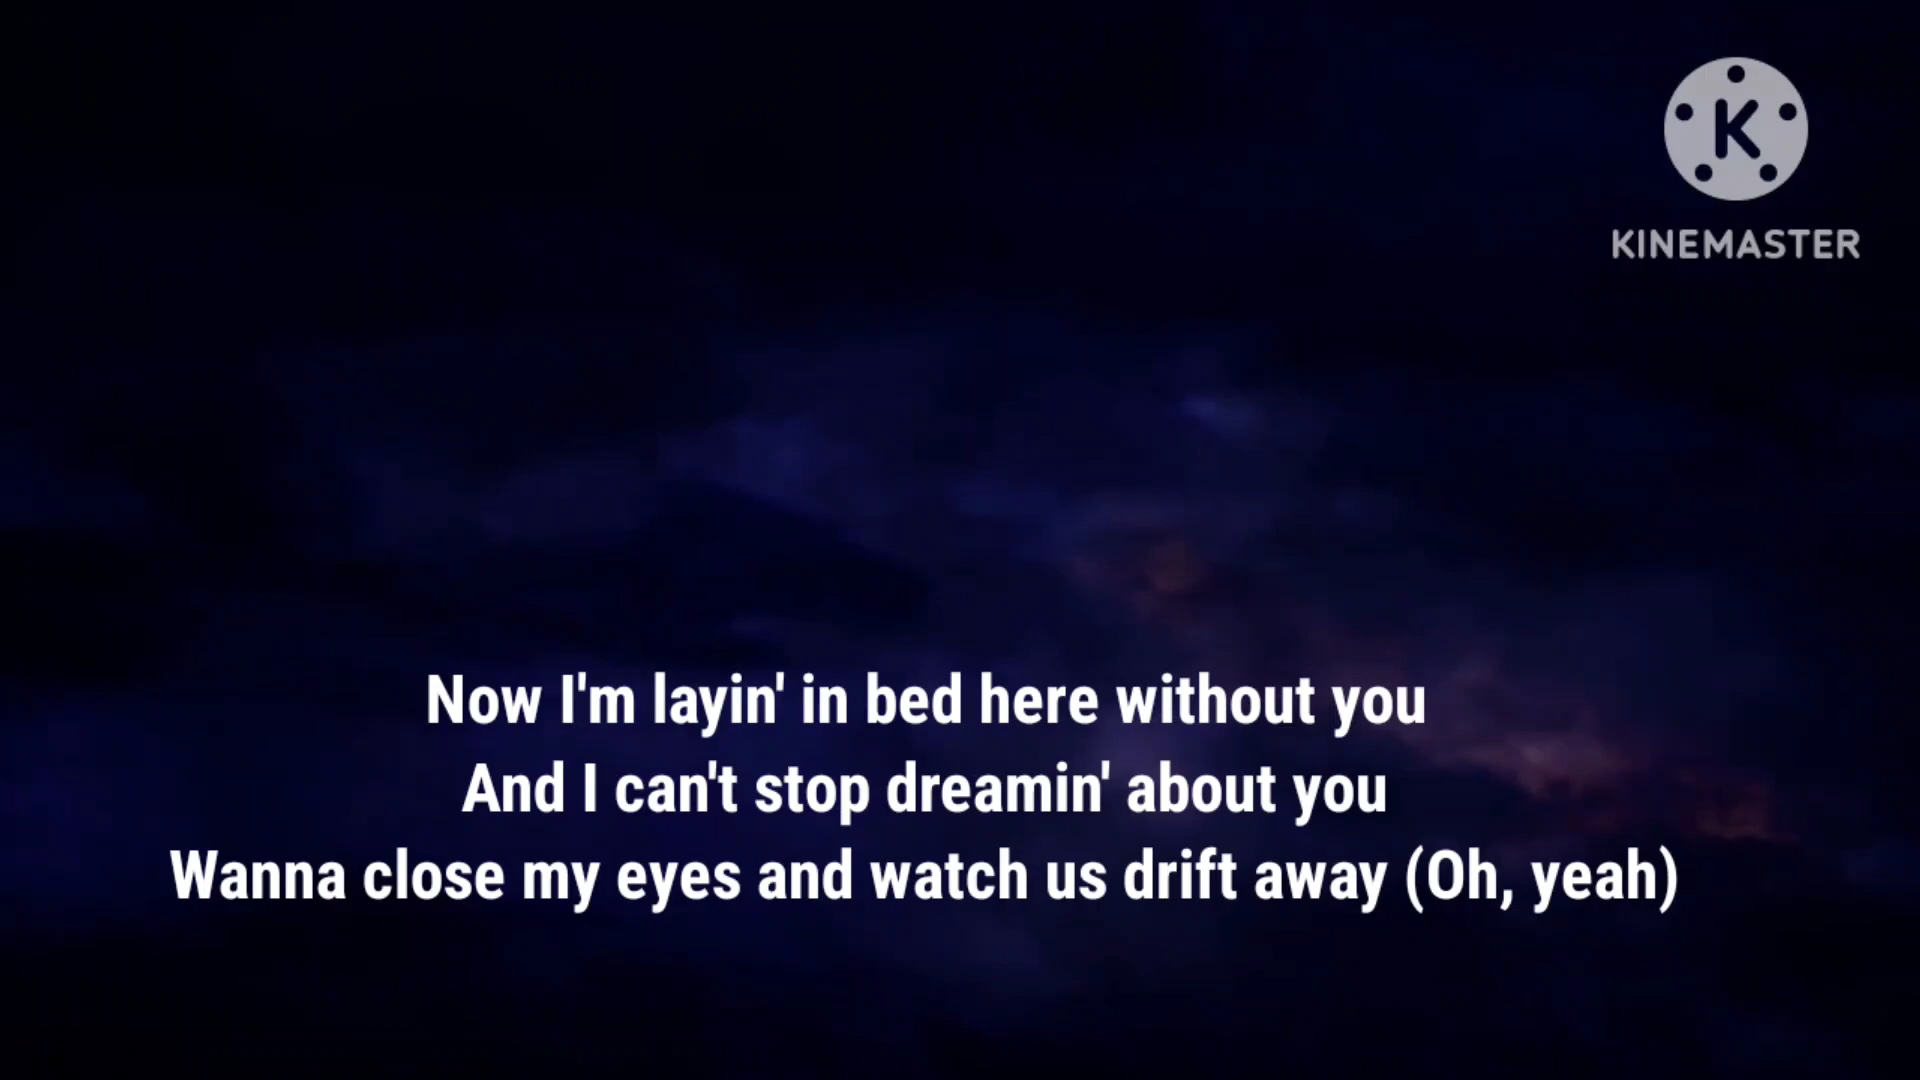 K
KINEMASTER
Now I'm layin' in bed here without you
And I can't stop dreamin' about you
Wanna close my eyes and watch us drift away (Oh, yeah)